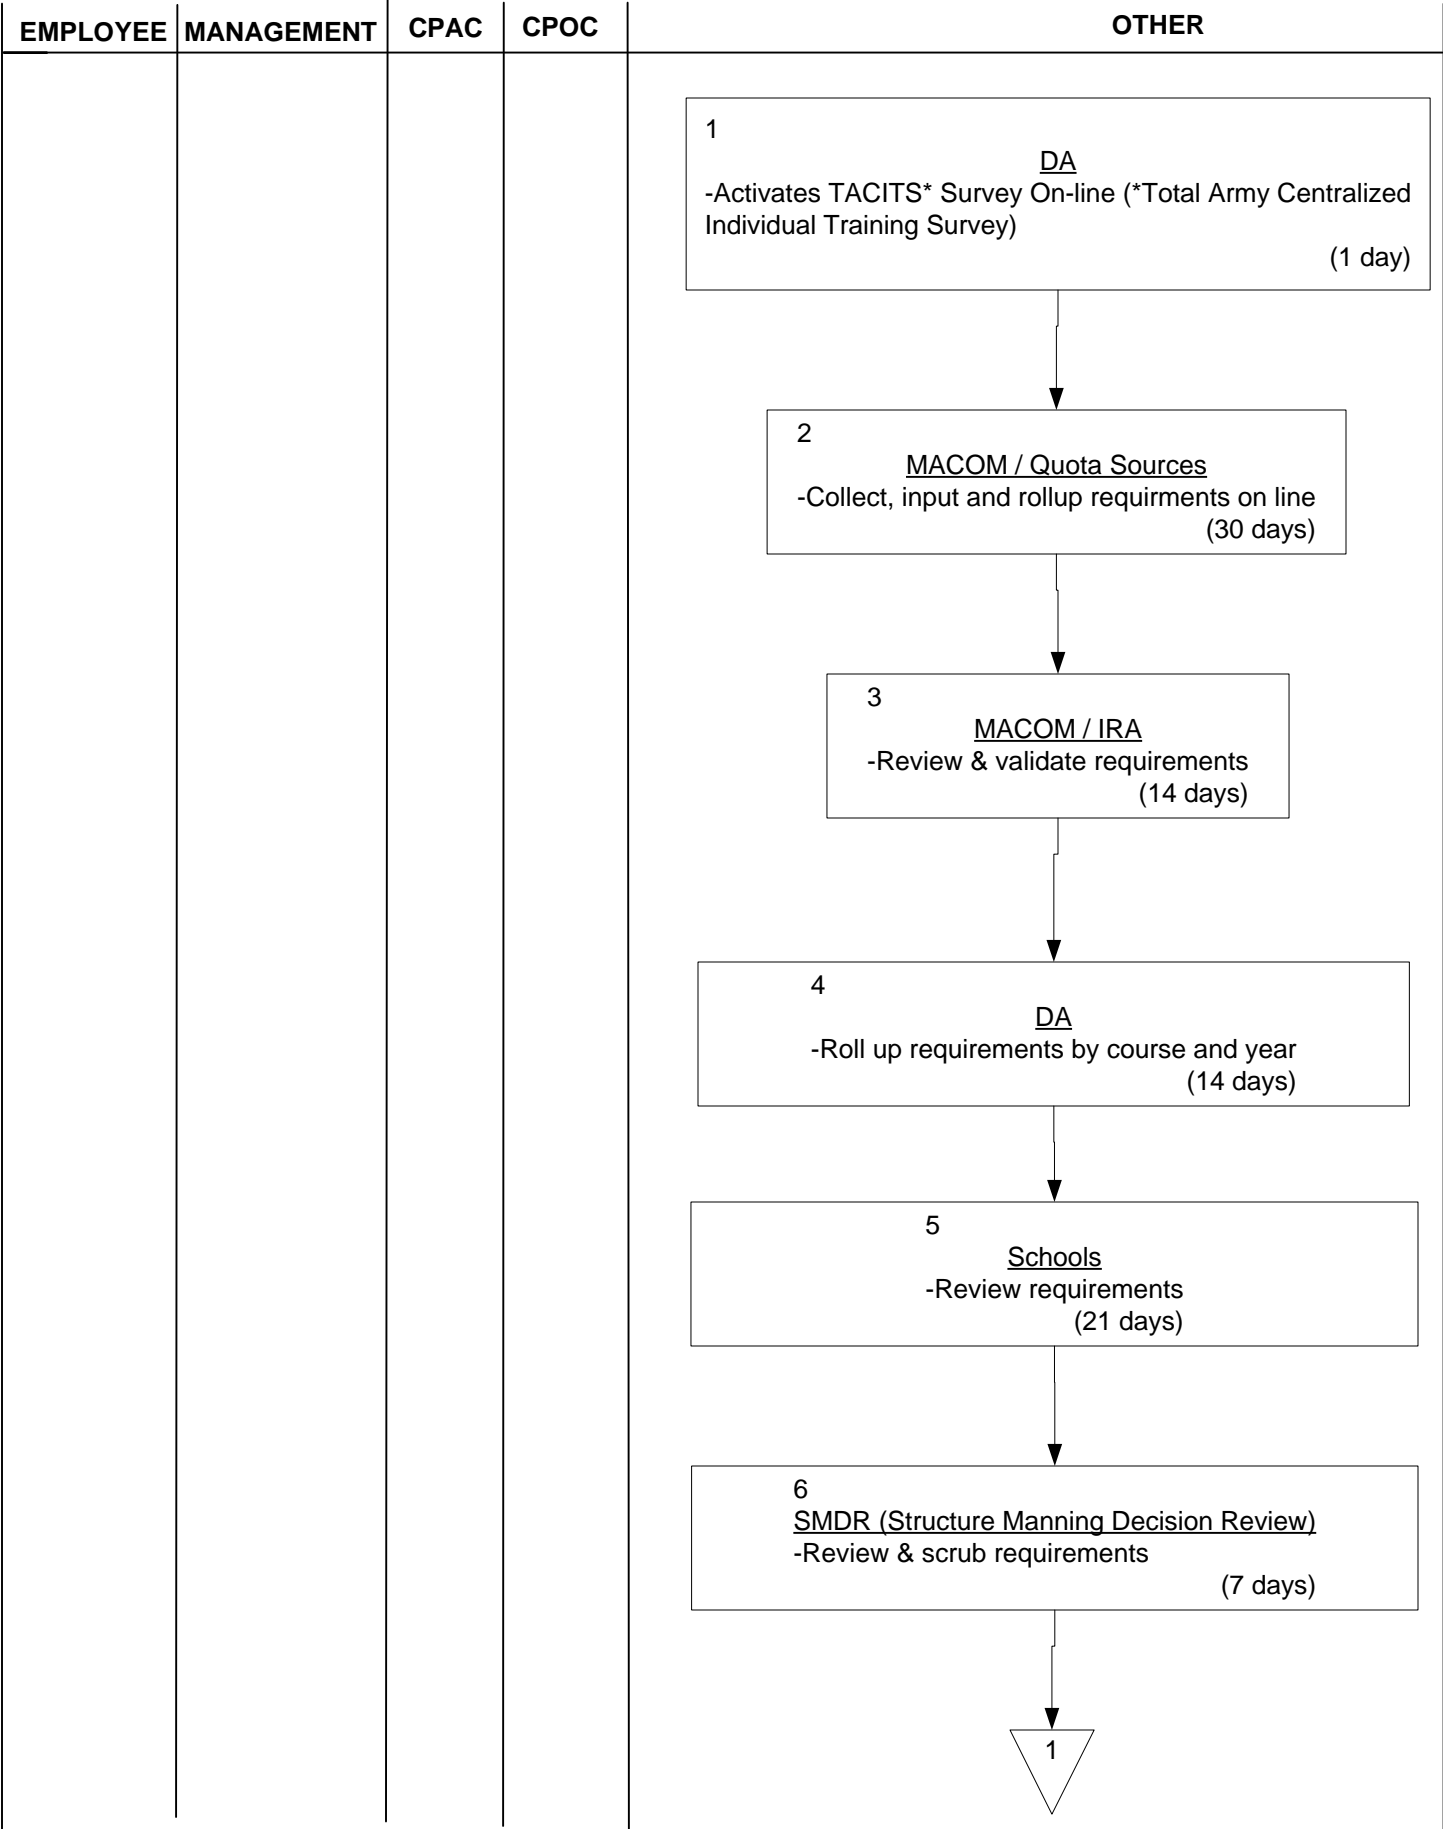 EMPLOYEE MANAGEMENT CPAC CPOC OTHER
1
DA
-Activates TACITS* Survey On-line (*Total Army Centralized
Individual Training Survey)
(1 day)
2
MACOM / Quota Sources
-Collect, input and rollup requirments on line
(30 days)
3
MACOM / IRA
-Review & validate requirements
(14 days)
4
DA
-Roll up requirements by course and year
(14 days)
5
Schools
-Review requirements
(21 days)
6
SMDR (Structure Manning Decision Review)
-Review & scrub requirements
(7 days)
1